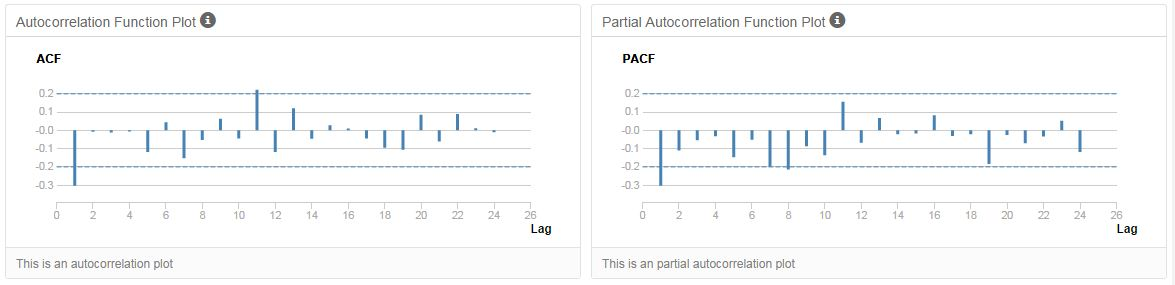 Autocorrelation Function Plot
ACF
0.2
0.1
-0.0
-0.1
-0.2
-0.3
0 2 4 6 8 10 12 14 16 18 20 22 24 26
Lag
This is an autocorrelation plot
Partial Autocorrelation Function Plot
PACF
0.2
0.1
-0.0
-0.1
-0.2
-0.3
0 2 4 6 8 10 12 14 16 18 20 22 24 26
Lag
This is an partial autocorrelation plot